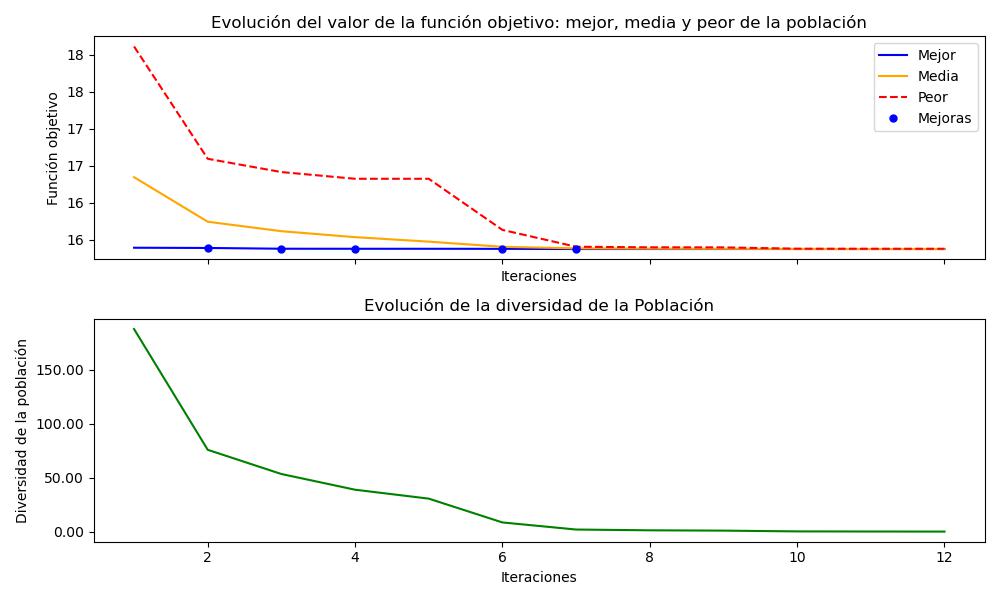 Evolución del valor de la función objetivo: mejor, media y peor de la población
Función objetivo
18
18
17
17
16
16
Mejor
Media
Peor
Mejoras
Iteraciones
Evolución de la diversidad de la Población
Diversidad de la población
150.00
100.00
50.00
0.00
2 4 6 8 10 12
Iteraciones